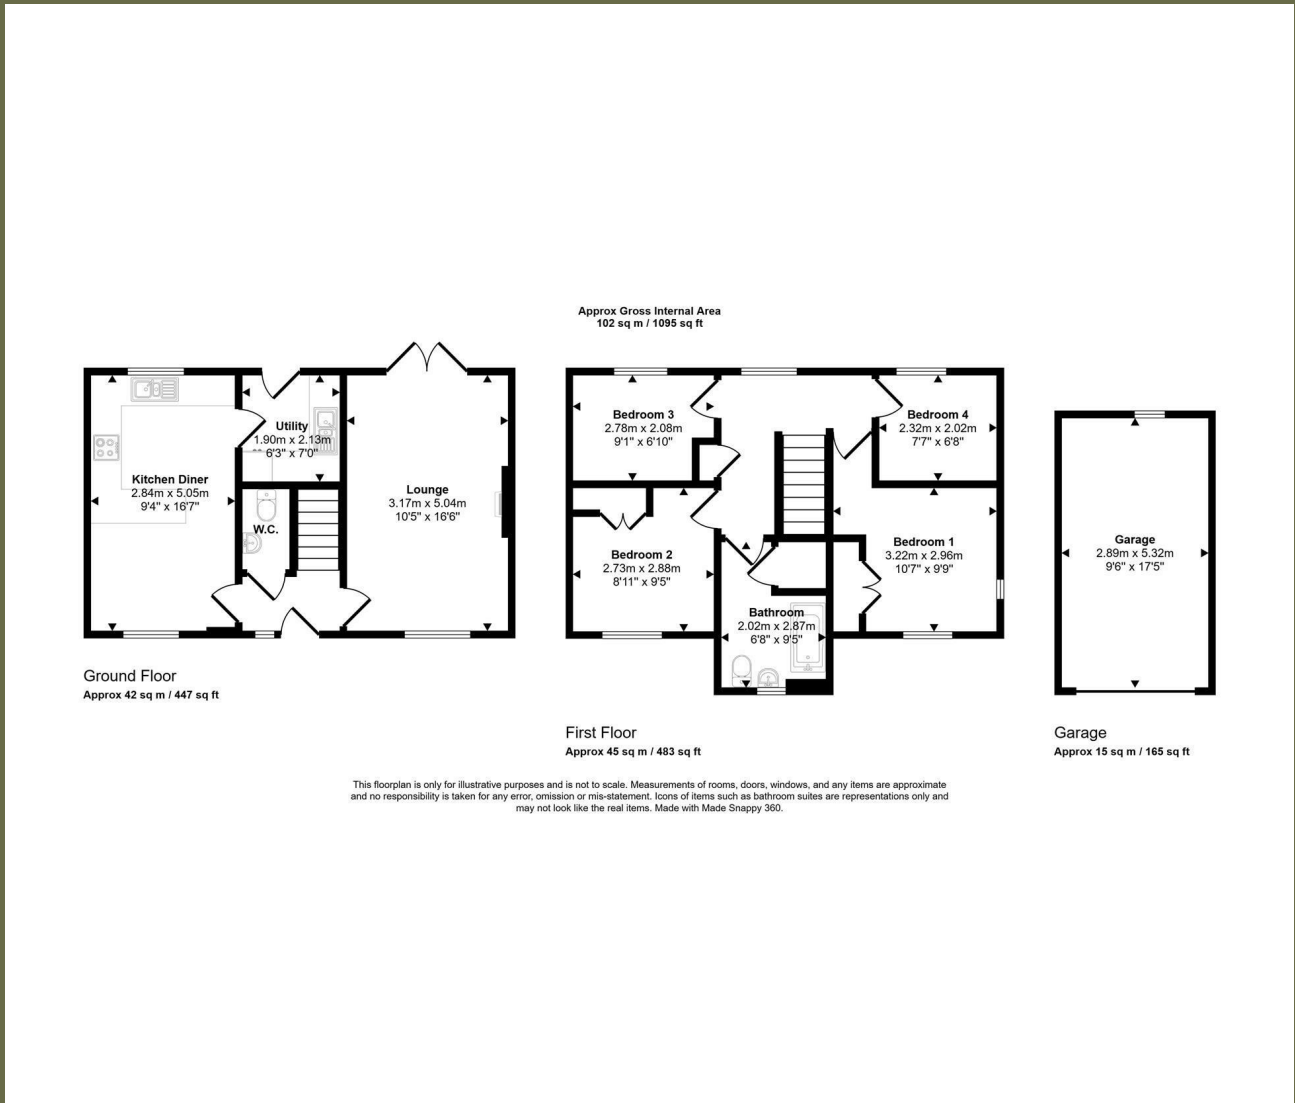 Approx Gross Internal Area
102 sq m / 1095 sq ft
Kitchen Diner
2.84m x 5.05m
9'4" x 16'7"
Utility
1.90m x 2.13m
6'3" x 7'0"
W.C.
Lounge
3.17m x 5.04m
10'5" x 16'6"
Ground Floor
Approx 42 sq m / 447 sq ft
Bedroom 3
2.78m x 2.08m
9'1" x 6'10"
Bedroom 4
2.32m x 2.02m
7'7" x 6'8"
Bedroom 2
2.73m x 2.88m
8'11" x 9'5"
Bedroom 1
3.22m x 2.96m
10'7" x 9'9"
Bathroom
2.02m x 2.87m
6'8" x 9'5"
First Floor
Approx 45 sq m / 483 sq ft
Garage
2.89m x 5.32m
9'6" x 17'5"
Garage
Approx 15 sq m / 165 sq ft
This floorplan is only for illustrative purposes and is not to scale. Measurements of rooms, doors, windows, and any items are approximate
and no responsibility is taken for any error, omission or mis-statement. Icons of items such as bathroom suites are representations only and
may not look like the real items. Made with Made Snappy 360.